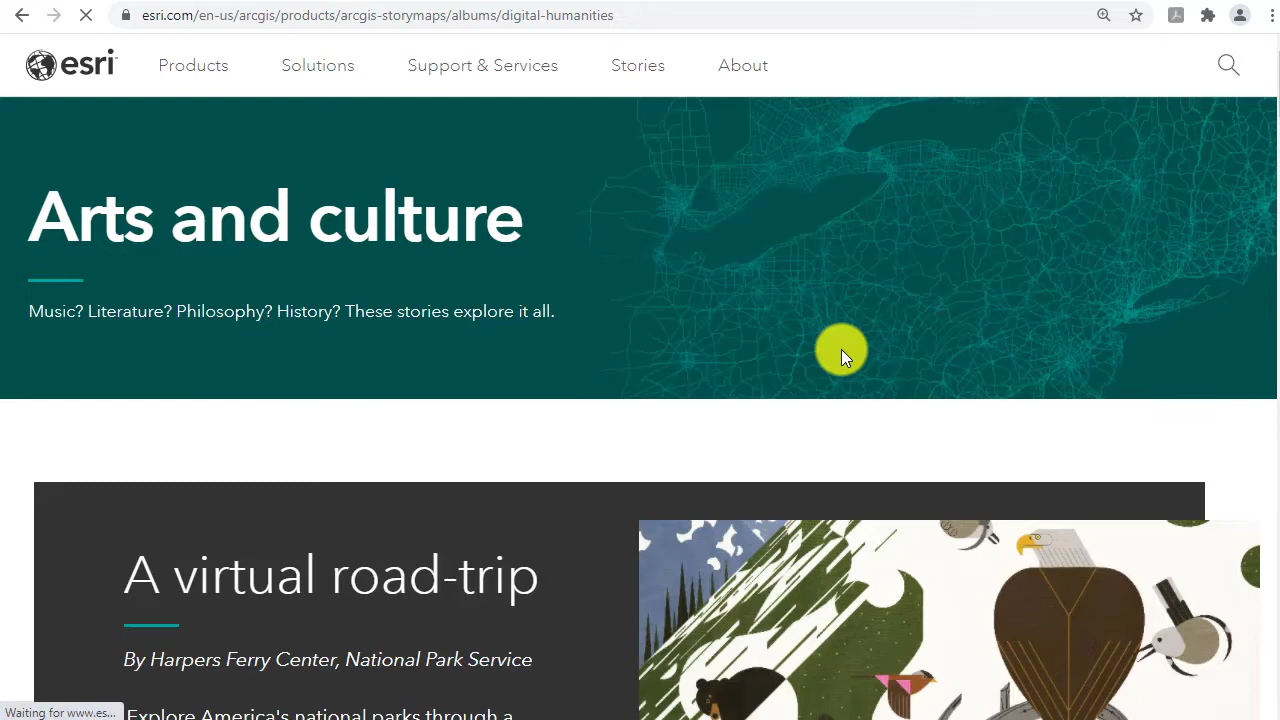 esri.com/en-us/arcgis/products/arcgis-storymaps/albums/digital-humanities
esri
Products
Solutions
Support & Services
Stories
About
Arts and culture
Music? Literature? Philosophy? History? These stories explore it all.
A virtual road-trip
By Harpers Ferry Center, National Park Service
Explore America's national parks through a
Waiting for www.es...